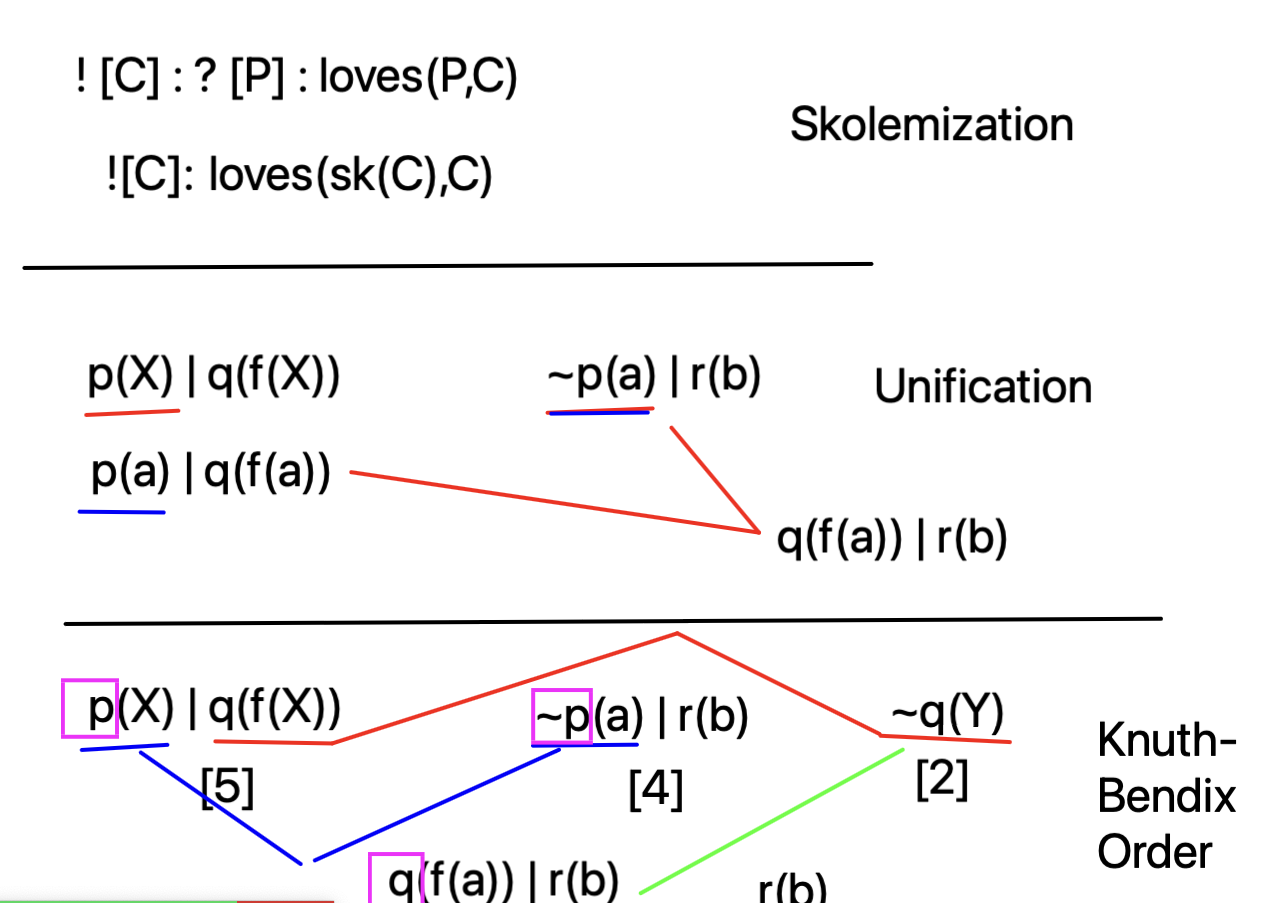 ! [C] : ? [P] : loves(P,C)
Skolemization
![C]: loves(sk(C),C)
p(X) | q(f(X))
~p(a) | r(b)
Unification
p(a) | q(f(a))
q(f(a)) | r(b)
p(X) | q(f(X))
~p(a) | r(b)
~q(Y)
[5]
[4]
[2]
Knuth-
Bendix
Order
q(f(a)) | r(b)
r(b)